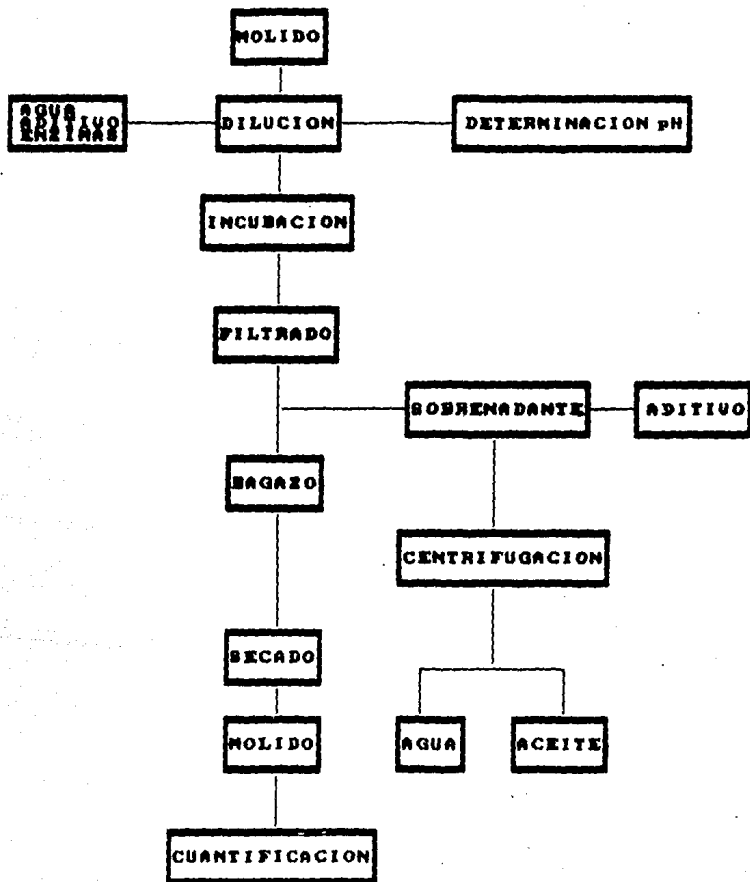 MOLIDO
AGUA
ADITIVO
ENZIMAS
DILUCION
DETERMINACION pH
INCUBACION
FILTRADO
SOBRENADANTE
ADITIVO
BAGAZO
CENTRIFUGACION
SECADO
MOLIDO
AGUA
ACEITE
CUANTIFICACION